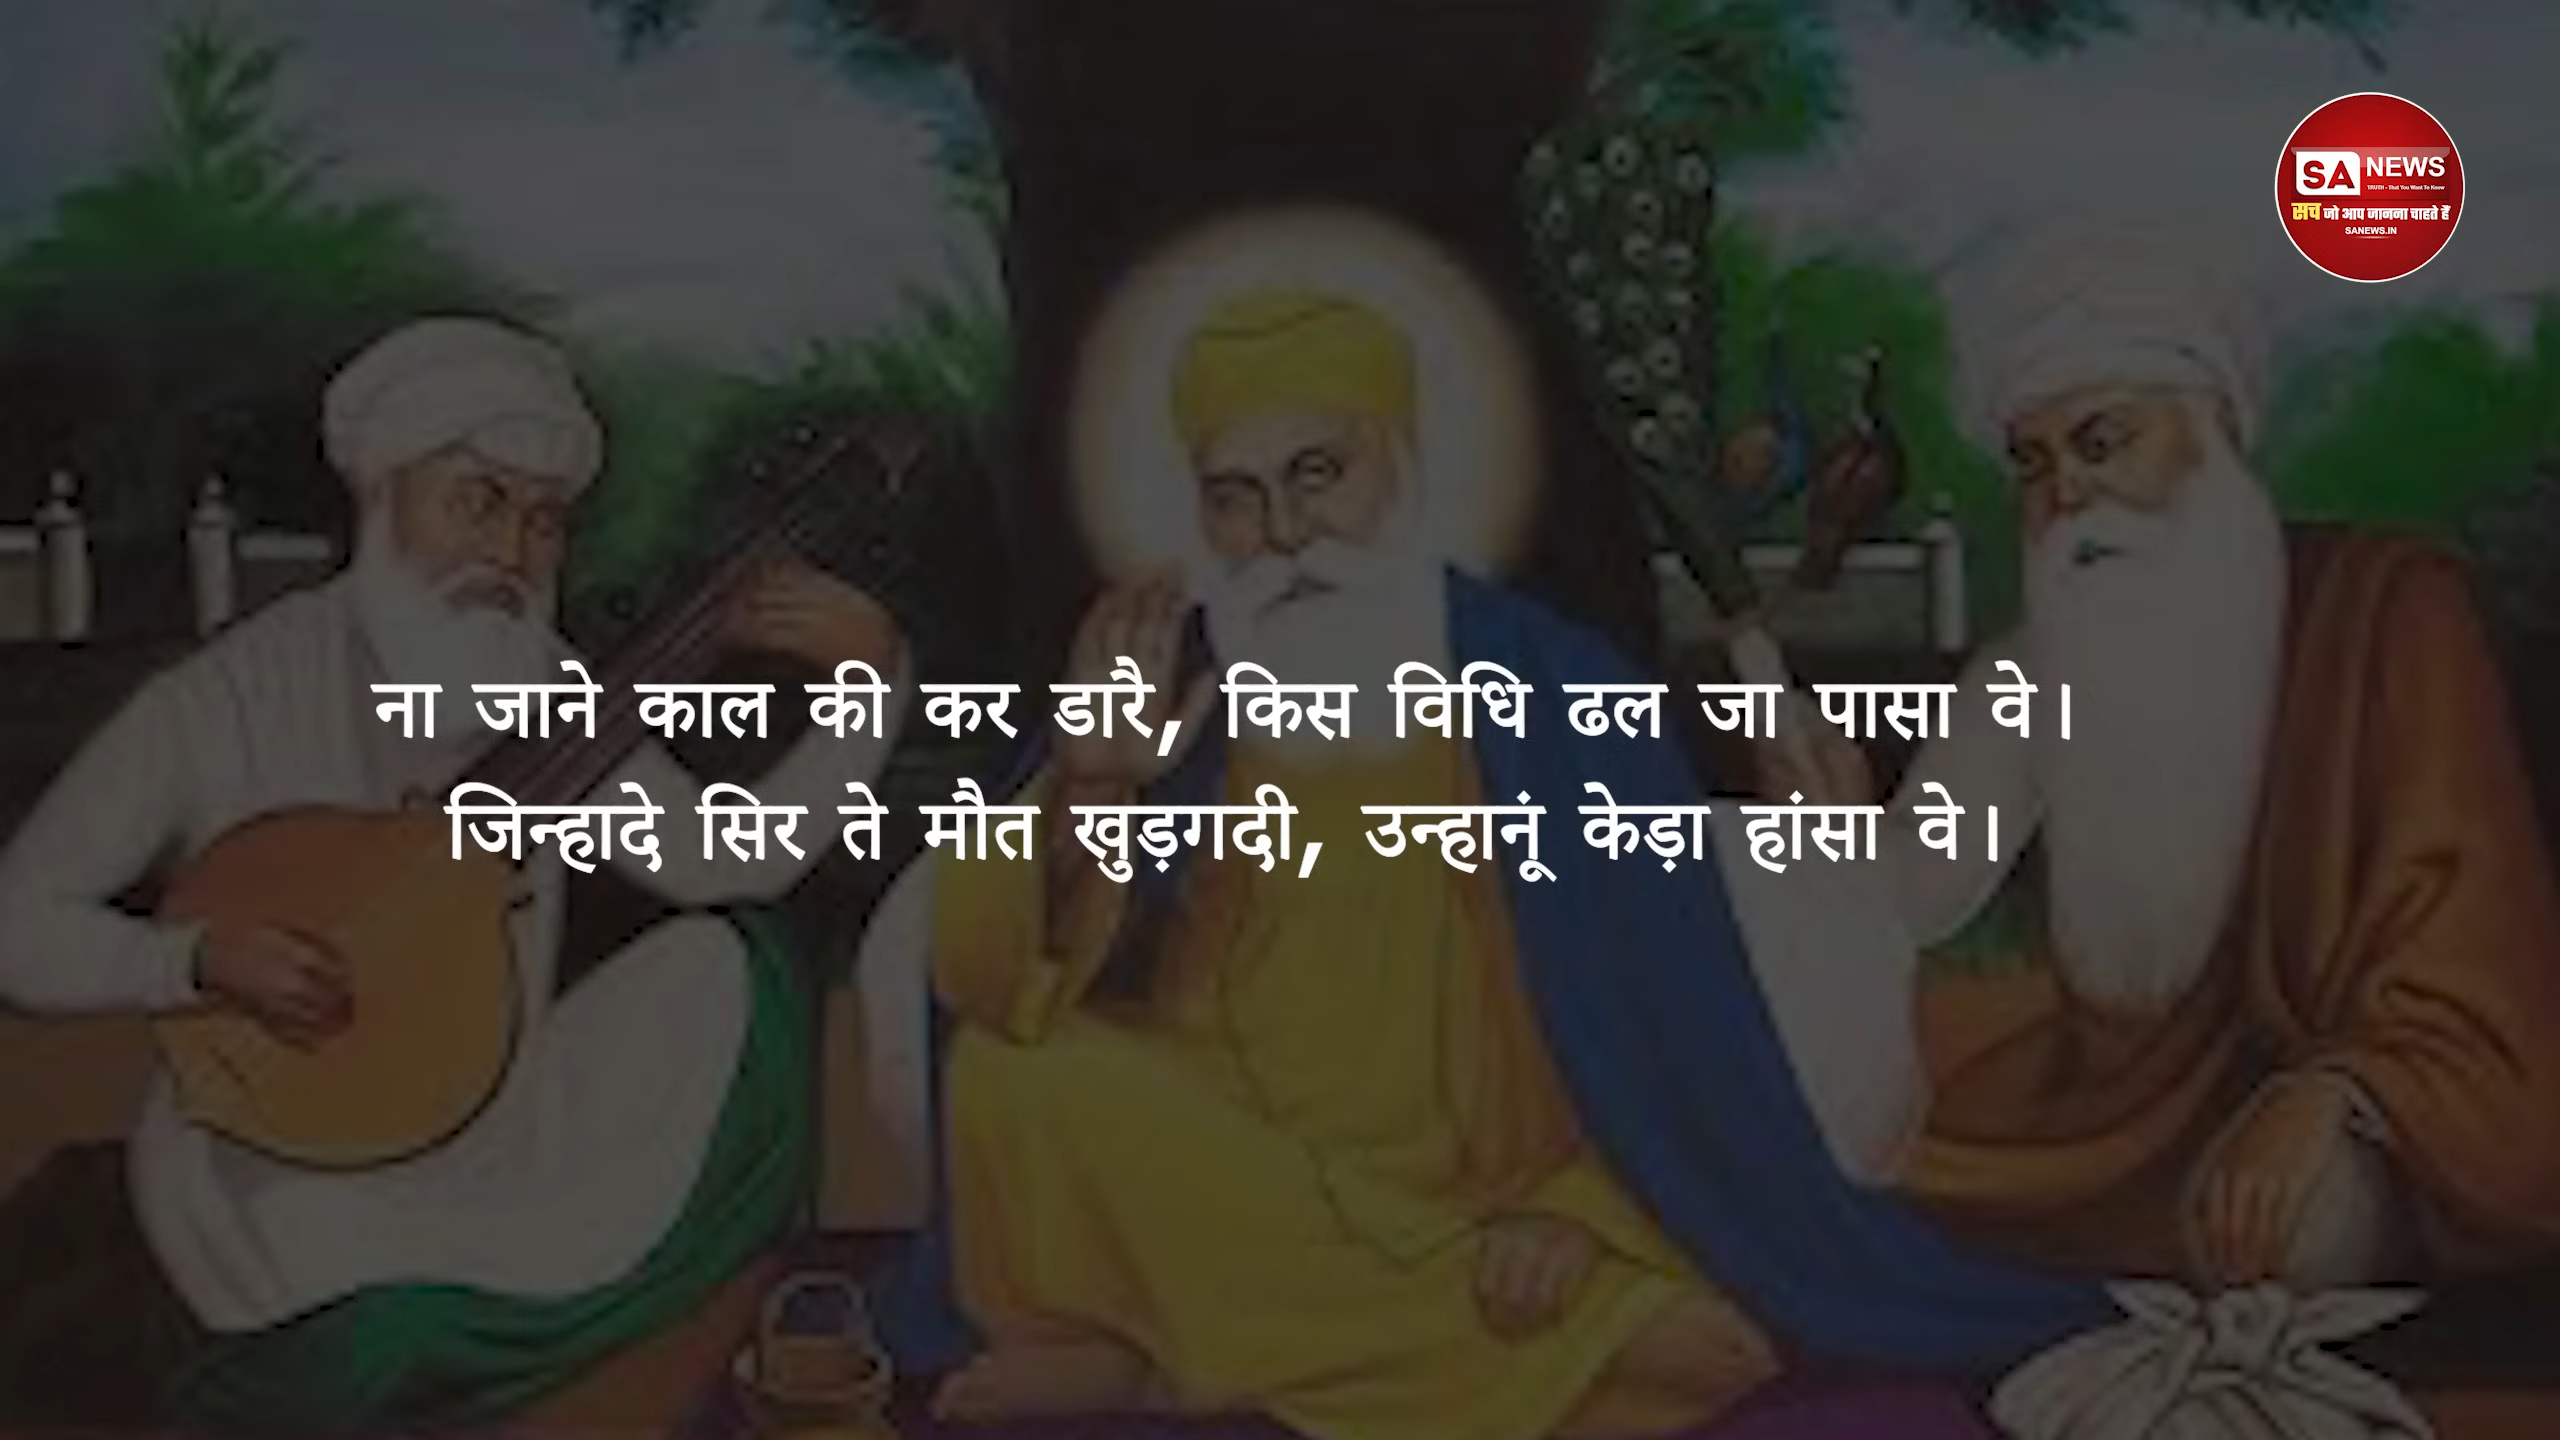 SA NEWS
TRUTH - That You Want To Know
सच जो आप जानना चाहते हैं
SANEWS.IN
ना जाने काल की कर डारै, किस विधि ढल जा पासा वे।
जिन्हादे सिर ते मौत खुड़गदी, उन्हानूं केड़ा हांसा वे।